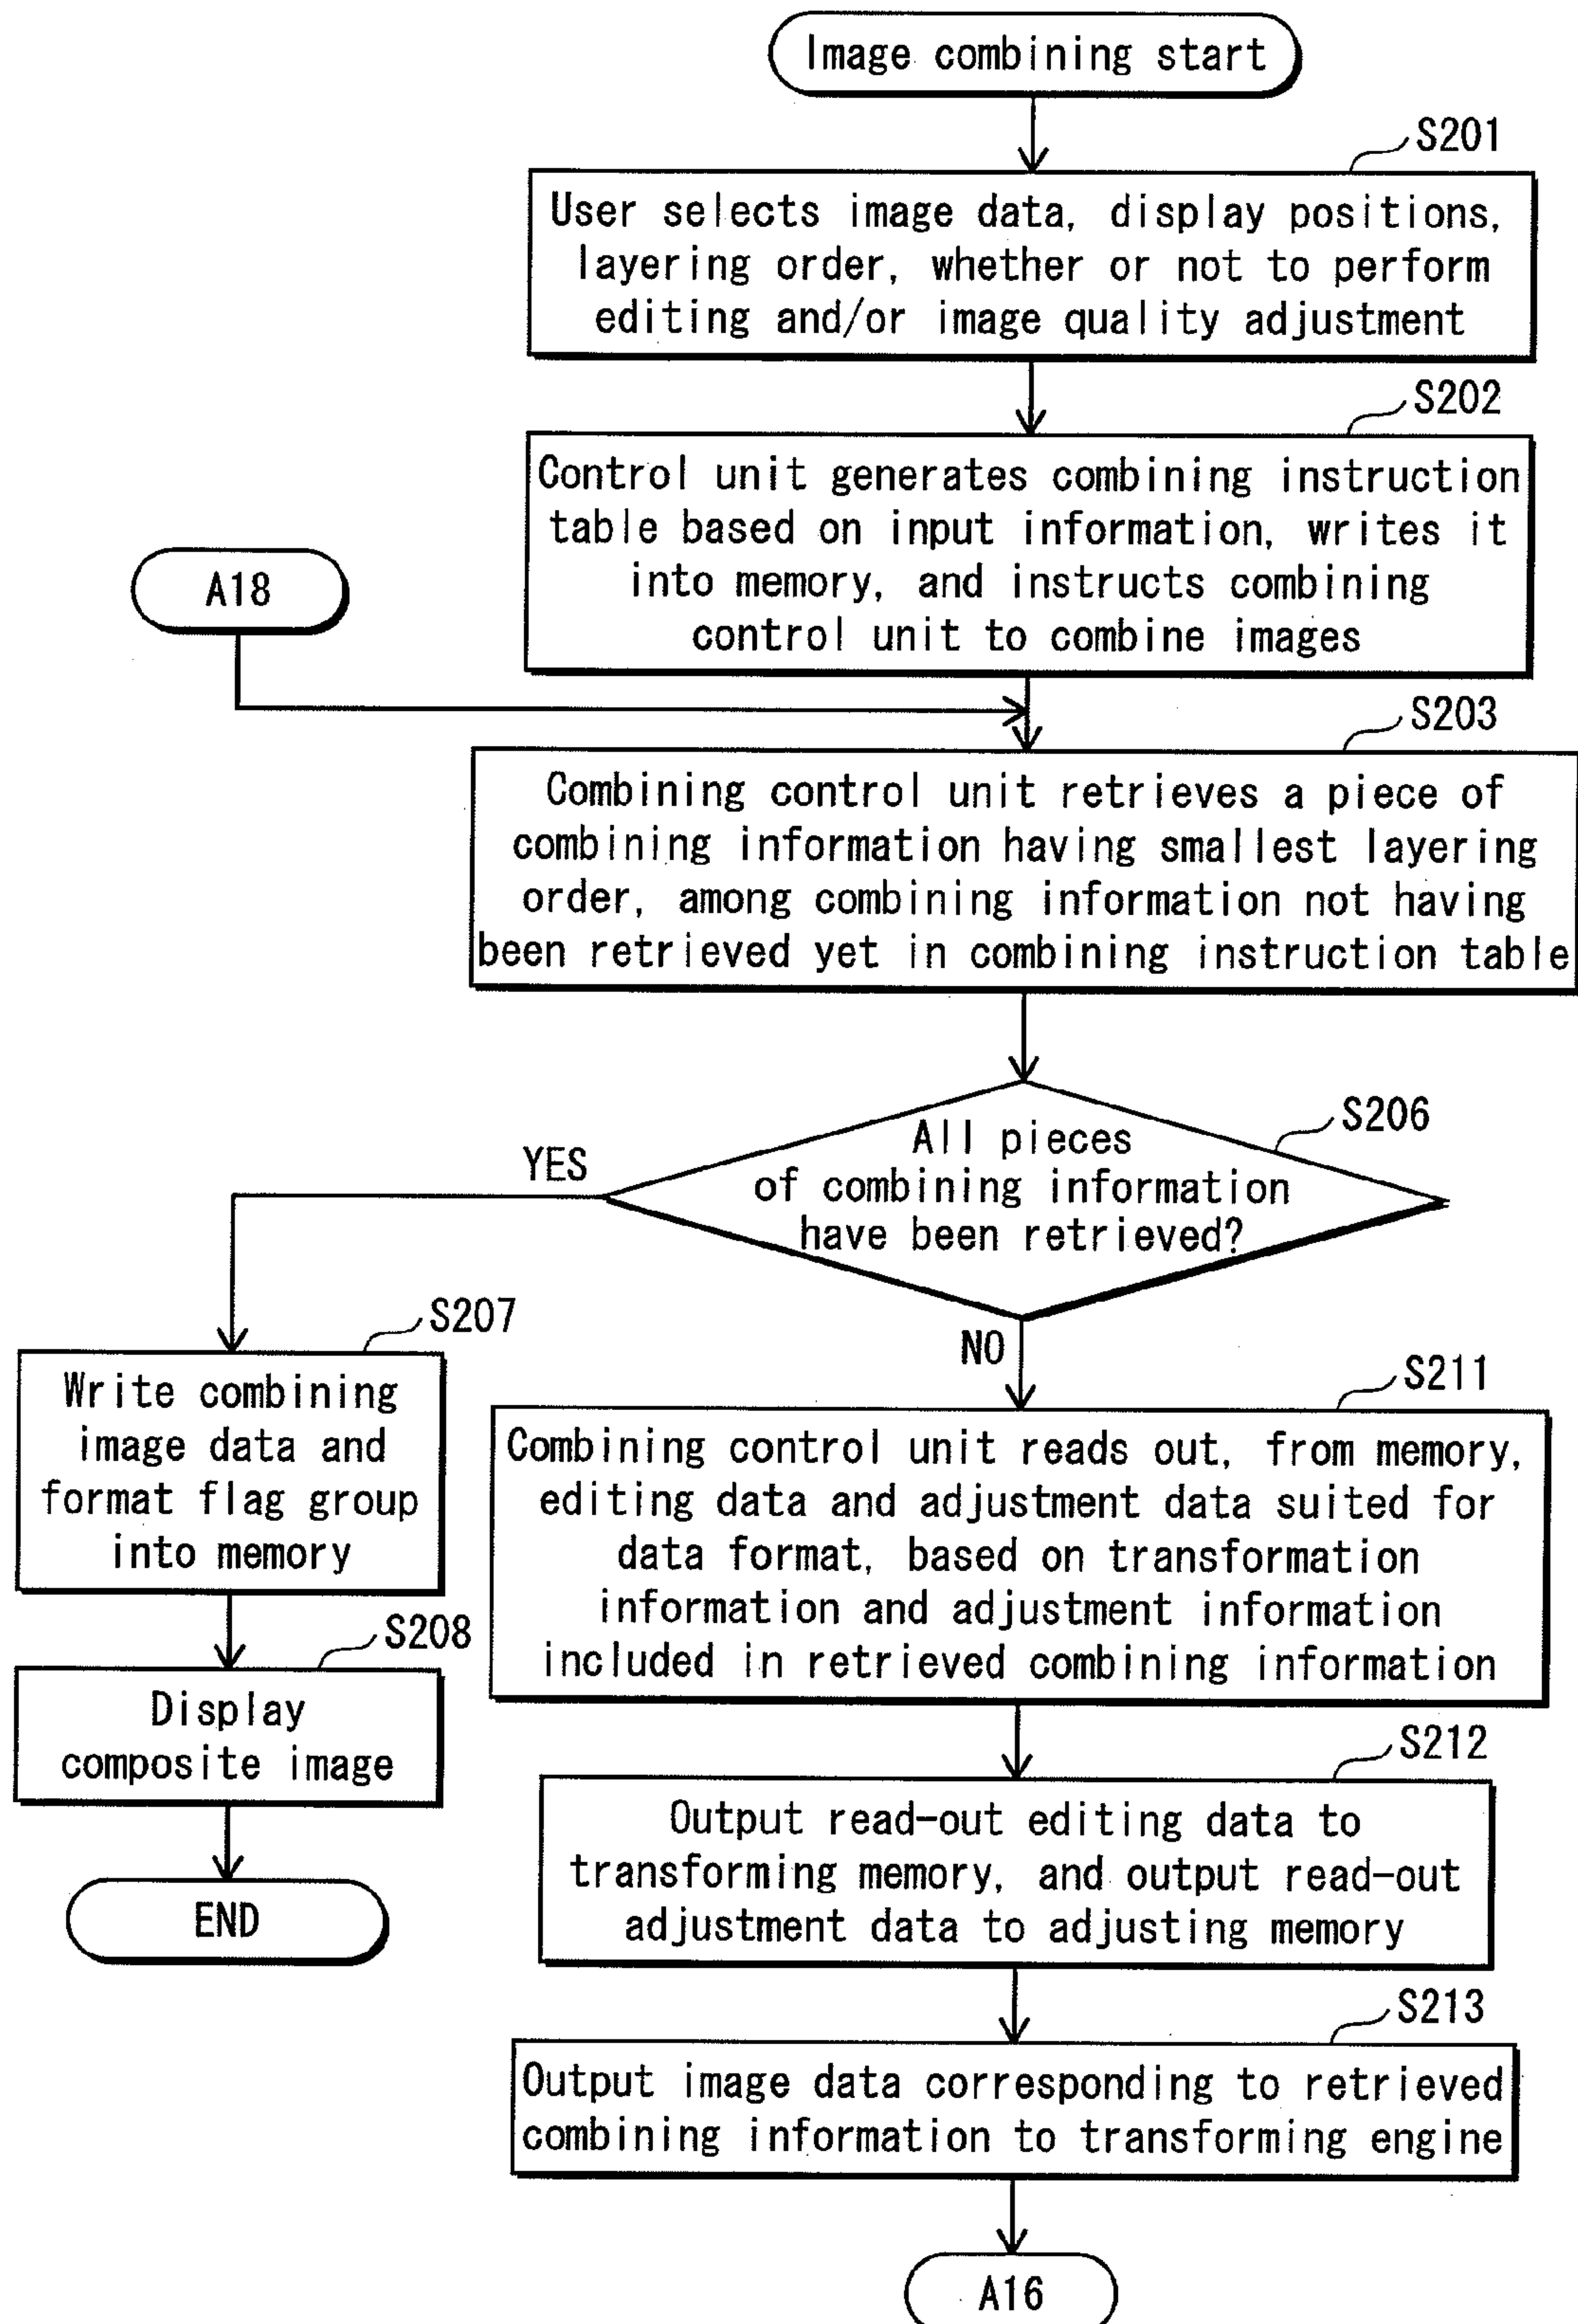 Image combining start
S201
User selects image data, display positions,
layering order, whether or not to perform
editing and/or image quality adjustment
S202
Control unit generates combining instruction
table based on input information, writes it
into memory, and instructs combining
control unit to combine images
A18
S203
Combining control unit retrieves a piece of
combining information having smallest layering
order, among combining information not having
been retrieved yet in combining instruction table
S206
All pieces
of combining information
have been retrieved?
YES
NO
S207
Write combining
image data and
format flag group
into memory
S208
Display
composite image
END
S211
Combining control unit reads out, from memory,
editing data and adjustment data suited for
data format, based on transformation
information and adjustment information
included in retrieved combining information
S212
Output read-out editing data to
transforming memory, and output read-out
adjustment data to adjusting memory
S213
Output image data corresponding to retrieved
combining information to transforming engine
A16